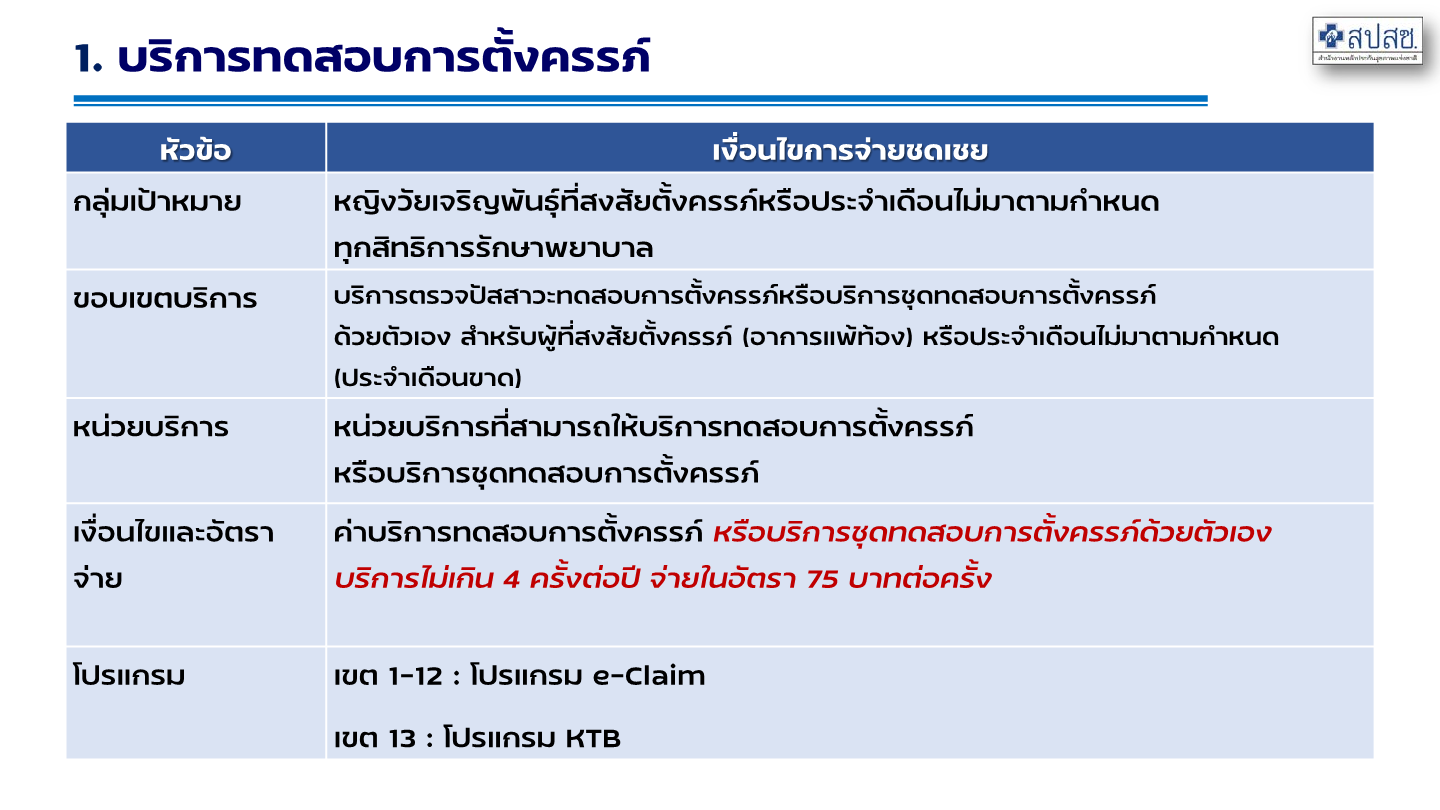 1. บริการทดสอบการตั้งครรภ์
สปสช.
สำนักงานหลักประกันสุขภาพแห่งชาติ
หัวข้อ
เงื่อนไขการจ่ายชดเชย
กลุ่มเป้าหมาย
หญิงวัยเจริญพันธุ์ที่สงสัยตั้งครรภ์หรือประจำเดือนไม่มาตามกำหนด
ทุกสิทธิการรักษาพยาบาล
ขอบเขตบริการ
บริการตรวจปัสสาวะทดสอบการตั้งครรภ์หรือบริการชุดทดสอบการตั้งครรภ์
ด้วยตัวเอง สำหรับผู้ที่สงสัยตั้งครรภ์ (อาการแพ้ท้อง) หรือประจำเดือนไม่มาตามกำหนด
(ประจำเดือนขาด)
หน่วยบริการ
หน่วยบริการที่สามารถให้บริการทดสอบการตั้งครรภ์
หรือบริการชุดทดสอบการตั้งครรภ์
เงื่อนไขและอัตรา
จ่าย
ค่าบริการทดสอบการตั้งครรภ์ หรือบริการชุดทดสอบการตั้งครรภ์ด้วยตัวเอง
บริการไม่เกิน 4 ครั้งต่อปี จ่ายในอัตรา 75 บาทต่อครั้ง
โปรแกรม
เขต 1-12 : โปรแกรม e-Claim
เขต 13 : โปรแกรม KTB